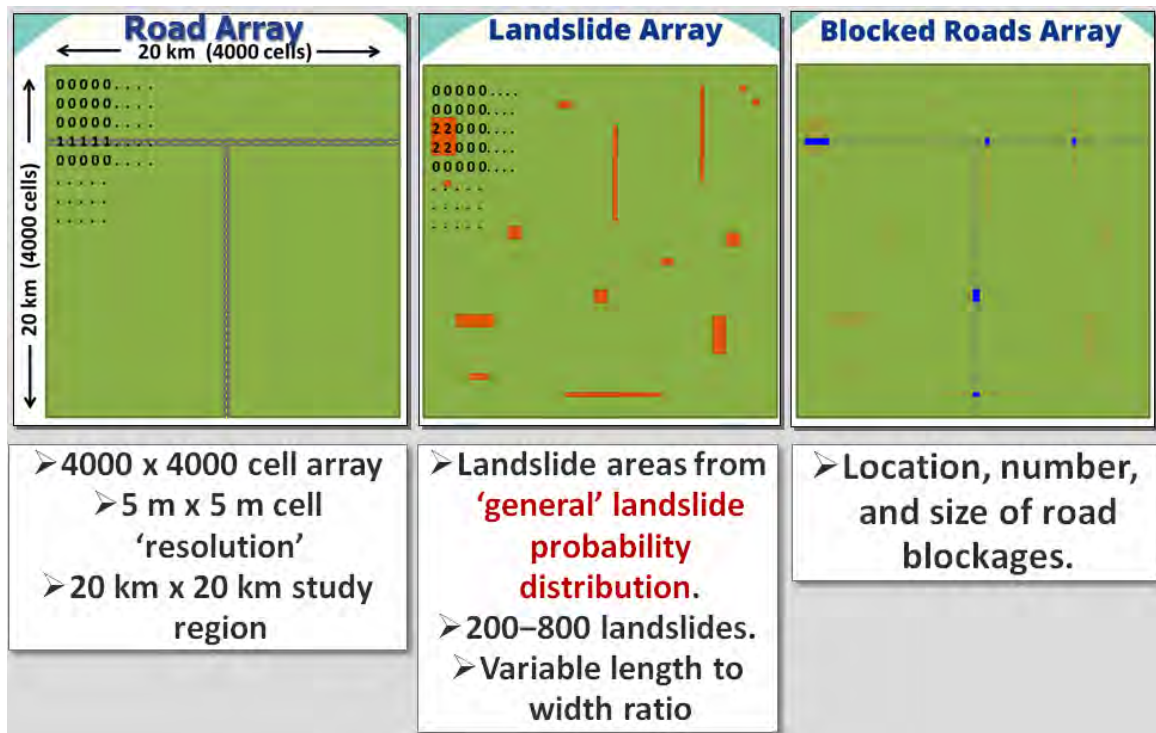 Road Array
20 km (4000 cells)
20 km (4000 cells)
00000....
00000....
00000....
11111....
00000....
.....
.....
.....
Landslide Array
00000....
00000....
22000....
22000....
00000....
.....
.....
.....
Blocked Roads Array
➢4000 x 4000 cell array
➢5 m x 5 m cell
‘resolution’
➢20 km x 20 km study
region
➢Landslide areas from
‘general’ landslide
probability
distribution.
➢200–800 landslides.
➢Variable length to
width ratio
➢Location, number,
and size of road
blockages.